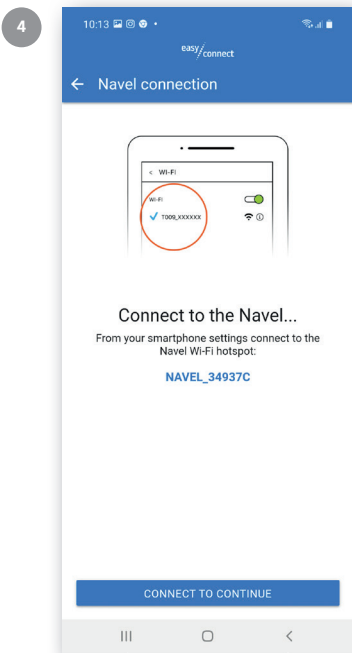 4
10:13
easy/connect
Navel connection
< WI-FI
WI-FI
T009_XXXXXX
Connect to the Navel...
From your smartphone settings connect to the
Navel Wi-Fi hotspot:
NAVEL_34937C
CONNECT TO CONTINUE